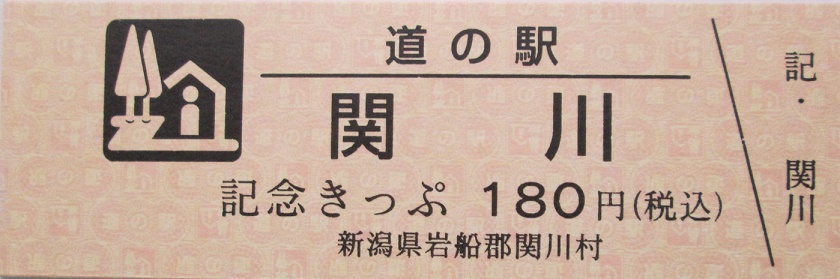 道の駅
関川
記念きっぷ 180円(税込)
新潟県岩船郡関川村
記・関川